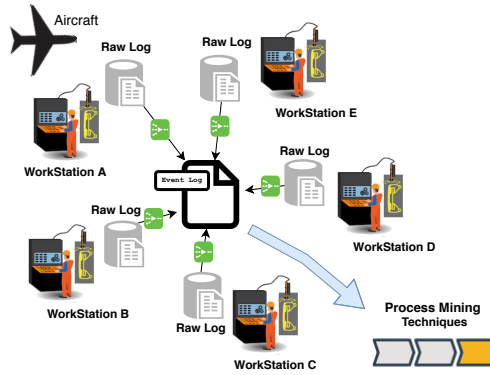 Aircraft
Raw Log
Raw Log
WorkStation E
WorkStation A
Raw Log
Event Log
Raw Log
WorkStation D
WorkStation B
Raw Log
Process Mining
Techniques
WorkStation C